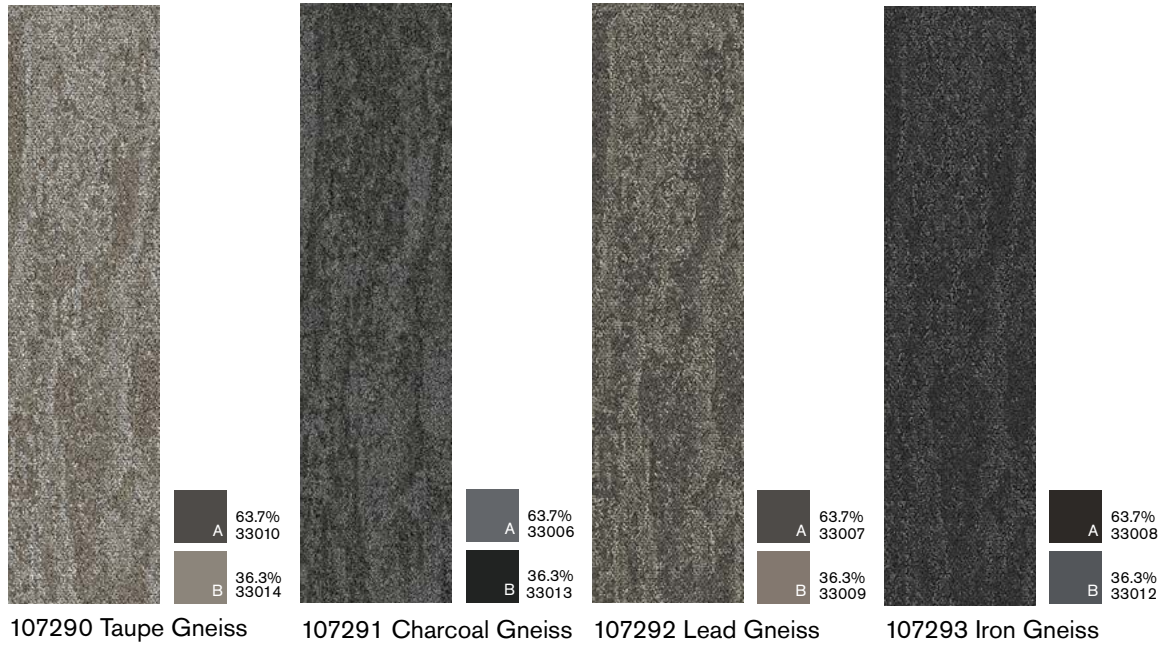 A
63.7%
33010
B
36.3%
33014
107290 Taupe Gneiss
A
63.7%
33006
B
36.3%
33013
107291 Charcoal Gneiss
A
63.7%
33007
B
36.3%
33009
107292 Lead Gneiss
A
63.7%
33008
B
36.3%
33012
107293 Iron Gneiss